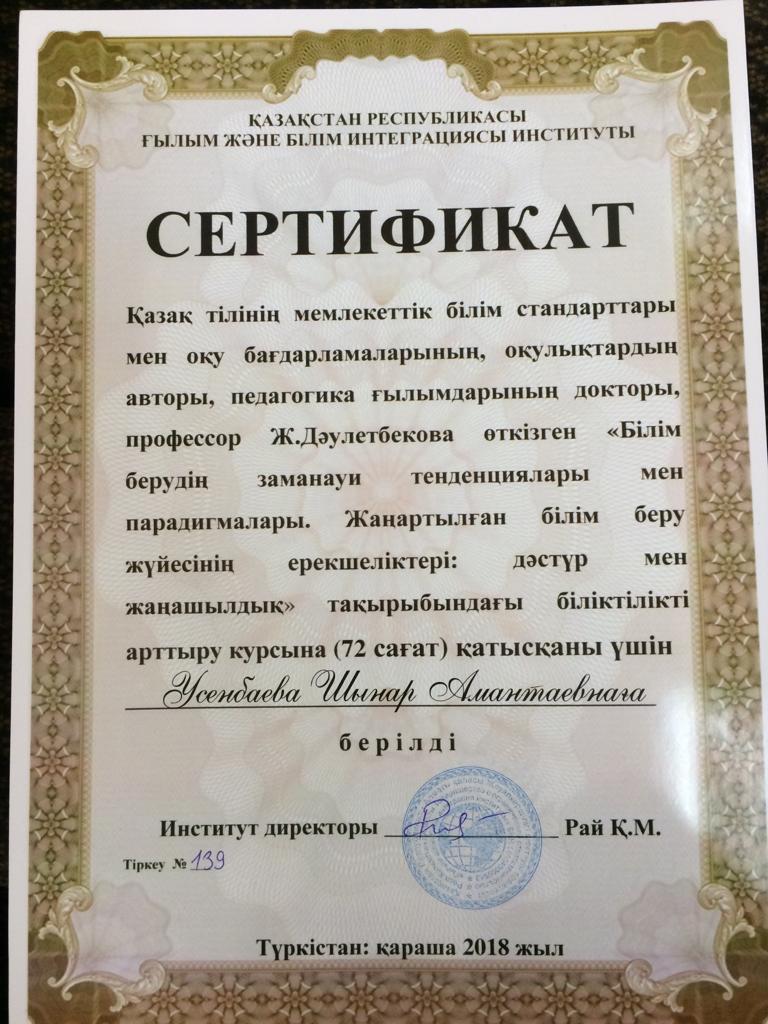 ҚАЗАҚСТАН РЕСПУБЛИКАСЫ
ҒЫЛЫМ ЖӘНЕ БІЛІМ ИНТЕГРАЦИЯСЫ ИНСТИТУТЫ
СЕРТИФИКАТ
Қазақ тілінің мемлекеттік білім стандарттары
мен оқу бағдарламаларының, оқулықтардың
авторы, педагогика ғылымдарының докторы,
профессор Ж.Дәулетбекова өткізген «Білім
берудің заманауи тенденциялары мен
парадигмалары. Жаңартылған білім беру
жүйесінің ерекшеліктері: дәстүр мен
жаңашылдық» тақырыбындағы біліктілікті
арттыру курсына (72 сағат) қатысқаны үшін
Усенбаева Шынар Амантаевнаға
берілді
Институт директоры Рай Қ.М.
Тіркеу № 139
Түркістан: қараша 2018 жыл